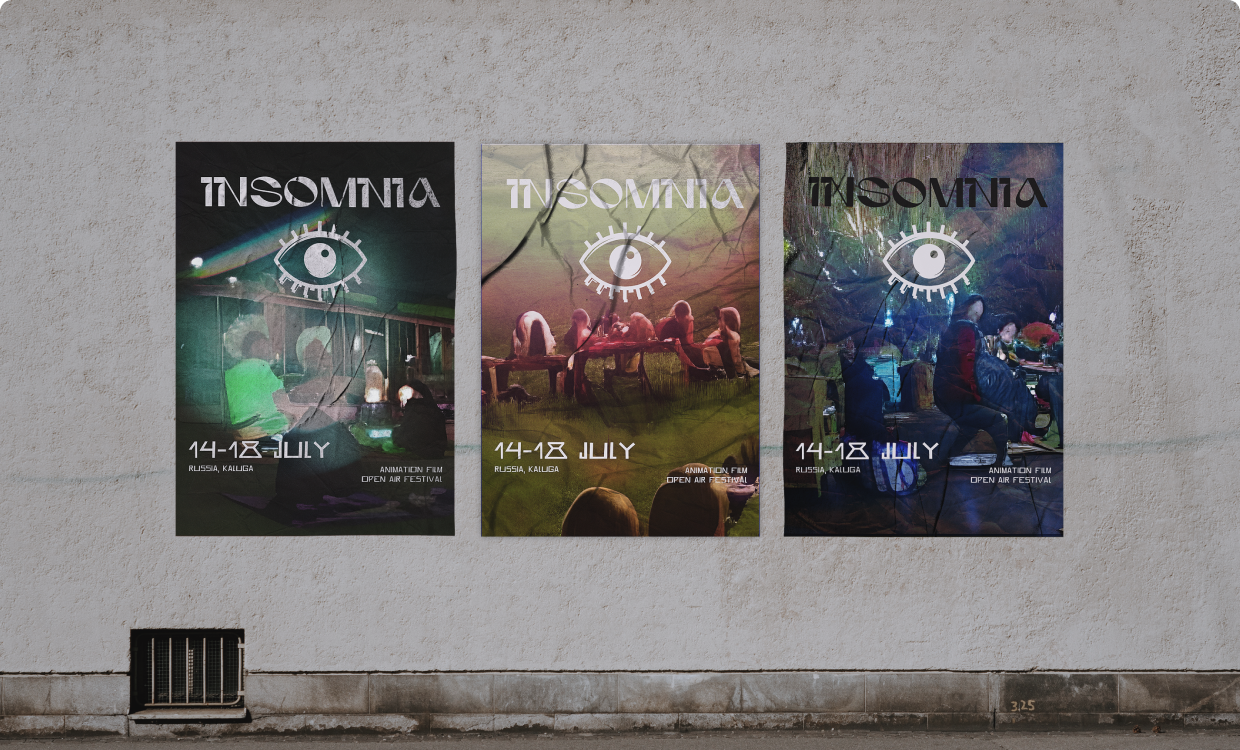 INSOMNIA
14-18 JULY
RUSSIA, KALUGA
ANIMATION FILM
OPEN AIR FESTIVAL
INSOMNIA
14-18 JULY
RUSSIA, KALUGA
ANIMATION FILM
OPEN AIR FESTIVAL
INSOMNIA
14-18 JULY
RUSSIA, KALUGA
ANIMATION FILM
OPEN AIR FESTIVAL
3,25